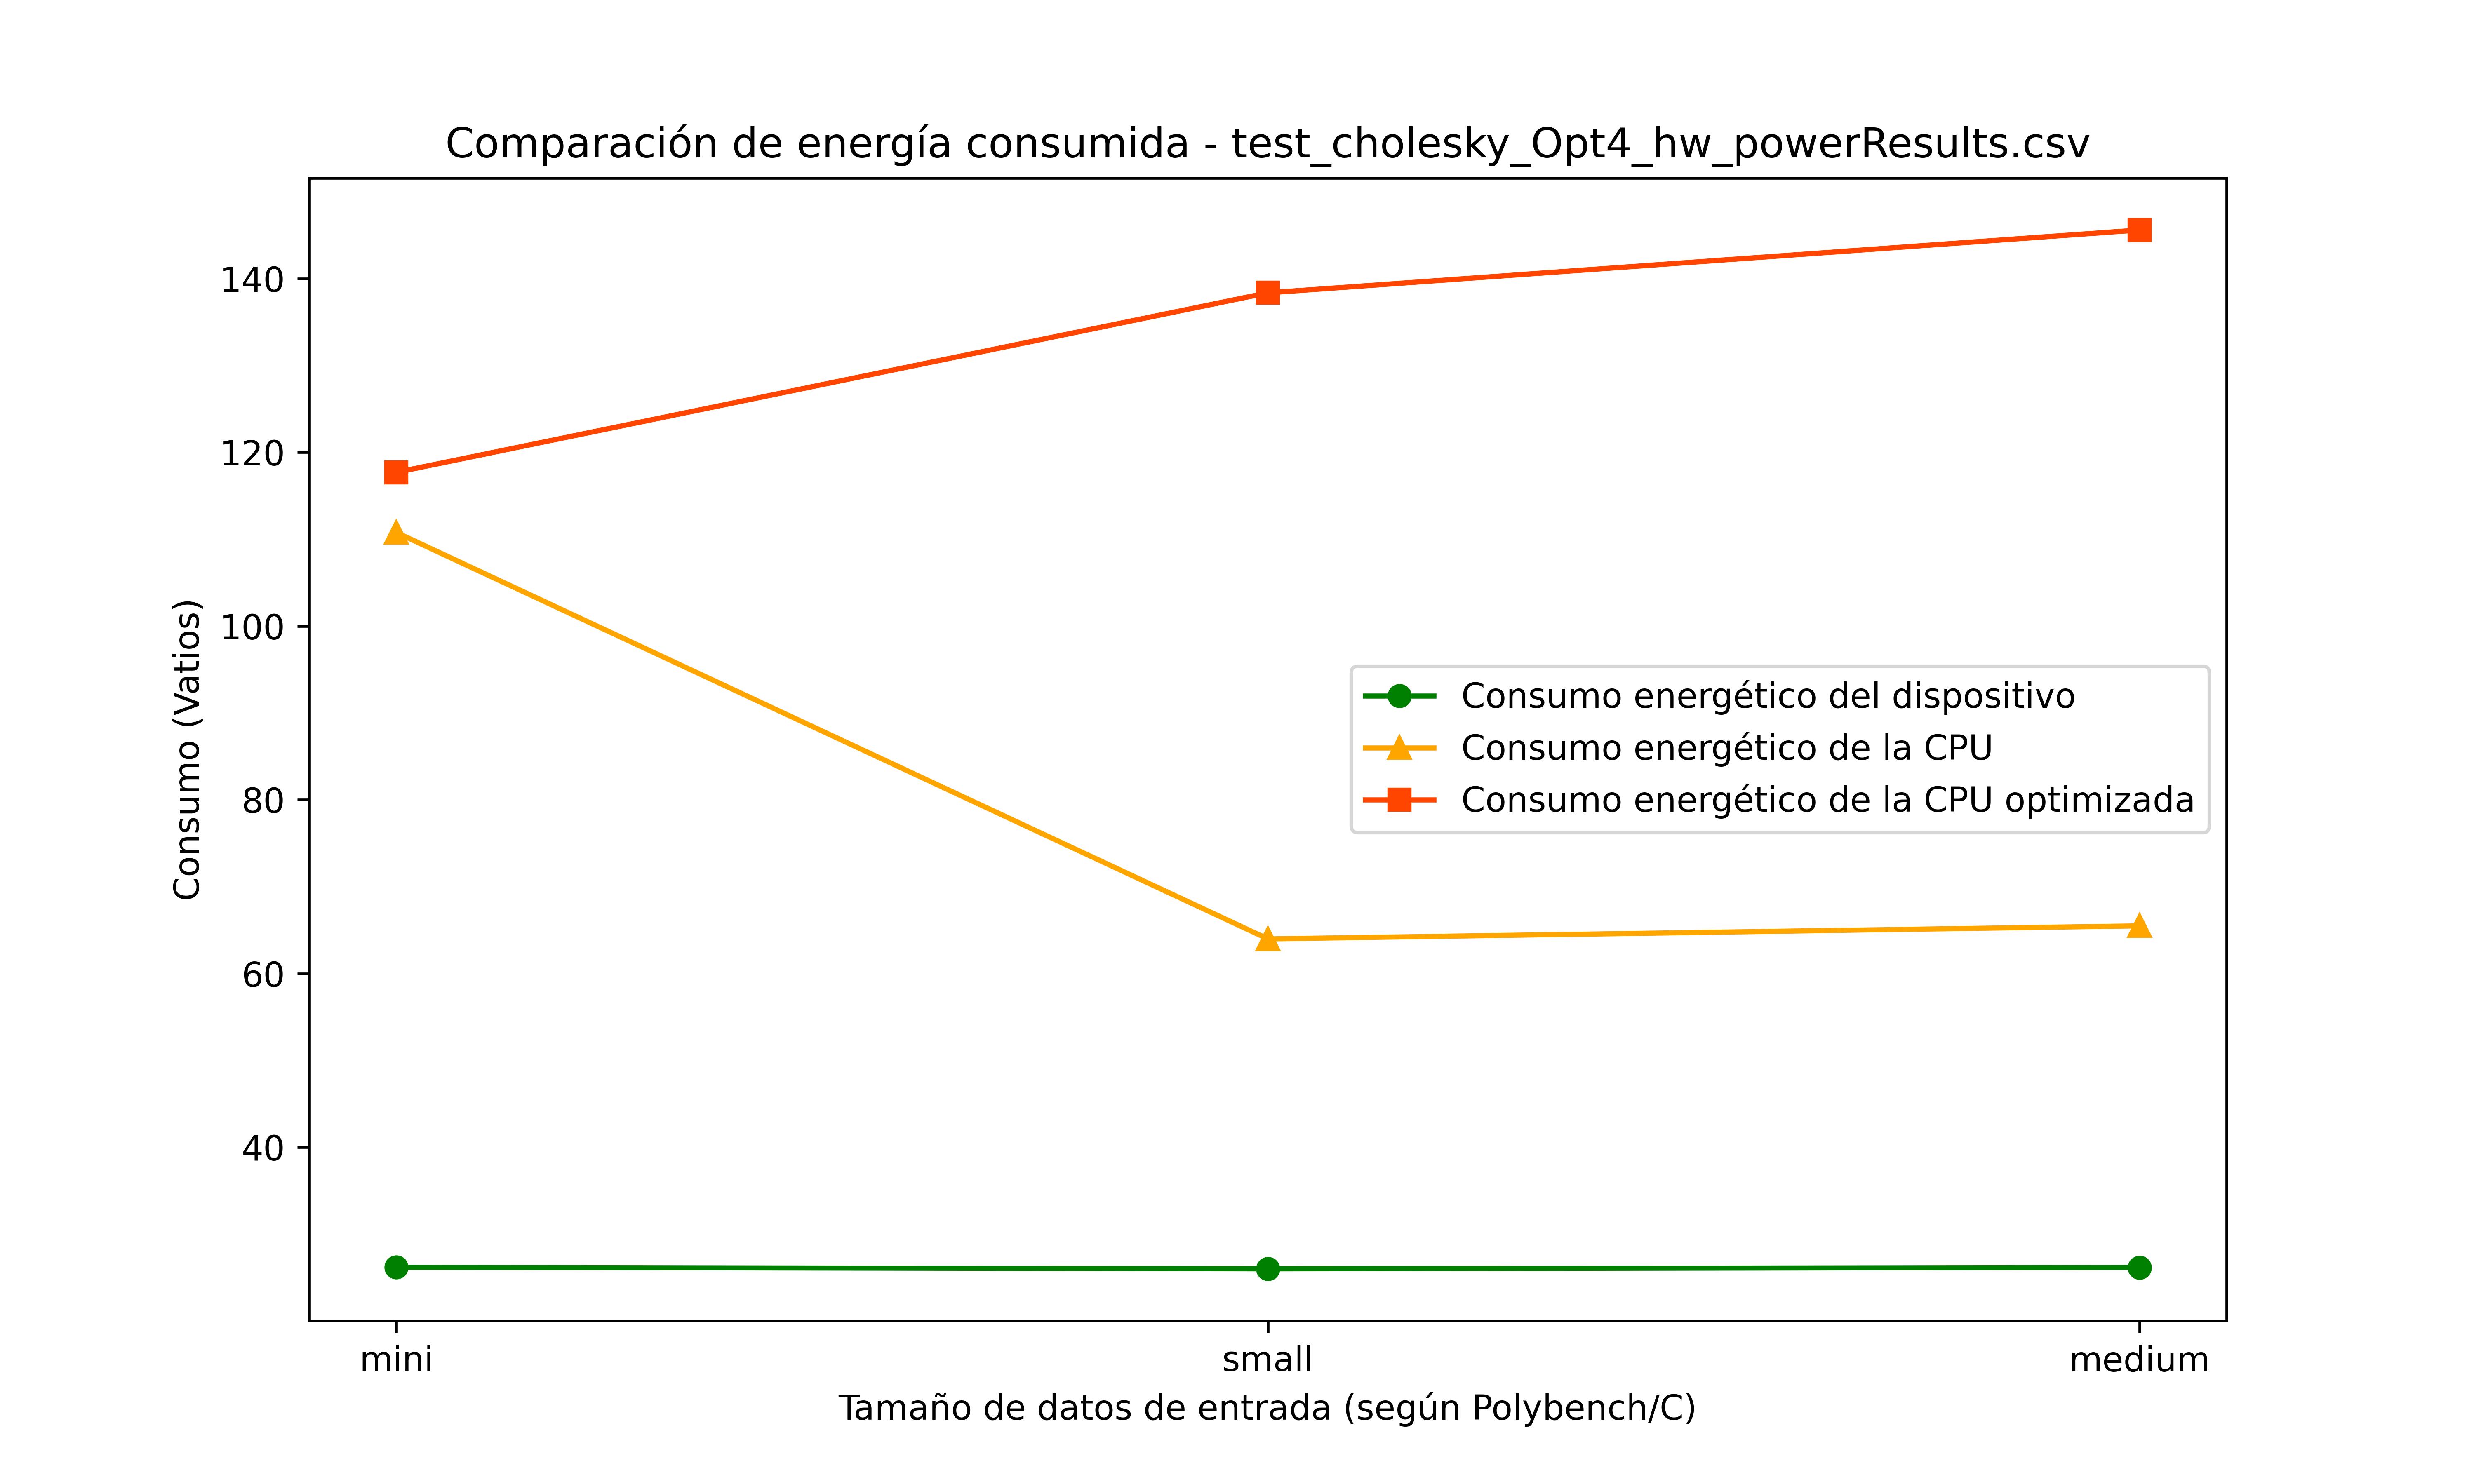 Comparación de energía consumida - test_cholesky_Opt4_hw_powerResults.csv
140
120
100
80
60
40
Consumo (Vatios)
Consumo energético del dispositivo
Consumo energético de la CPU
Consumo energético de la CPU optimizada
mini
small
medium
Tamaño de datos de entrada (según Polybench/C)